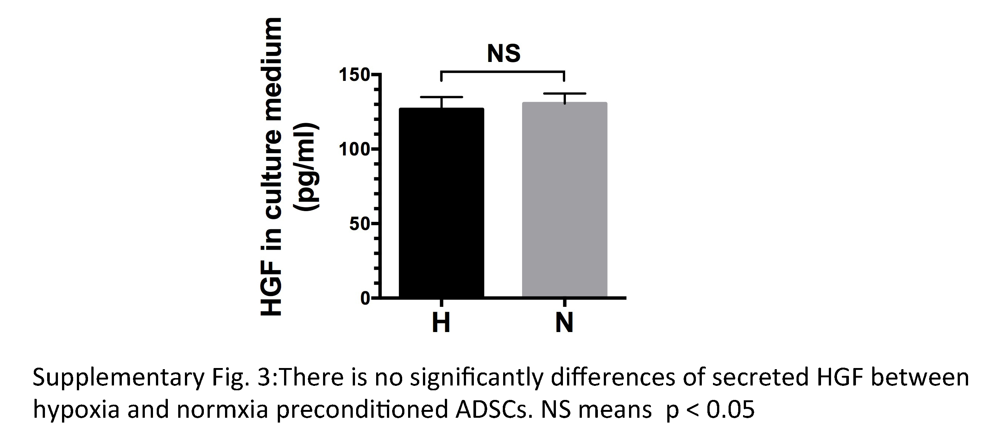 HGF in culture medium
(pg/ml)
NS
150
100
50
0
H
N
Supplementary Fig. 3:There is no significantly differences of secreted HGF between
hypoxia and normxia preconditioned ADSCs. NS means  p < 0.05